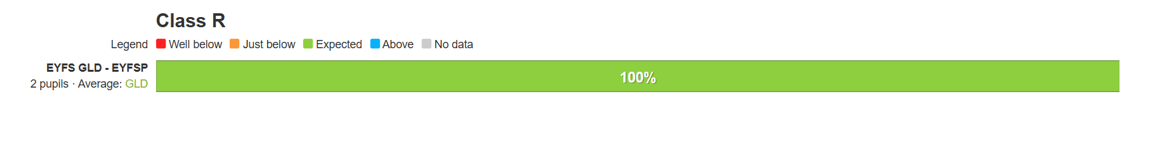 Class R
Legend Well below Just below Expected Above No data
EYFS GLD - EYFSP
2 pupils · Average: GLD
100%